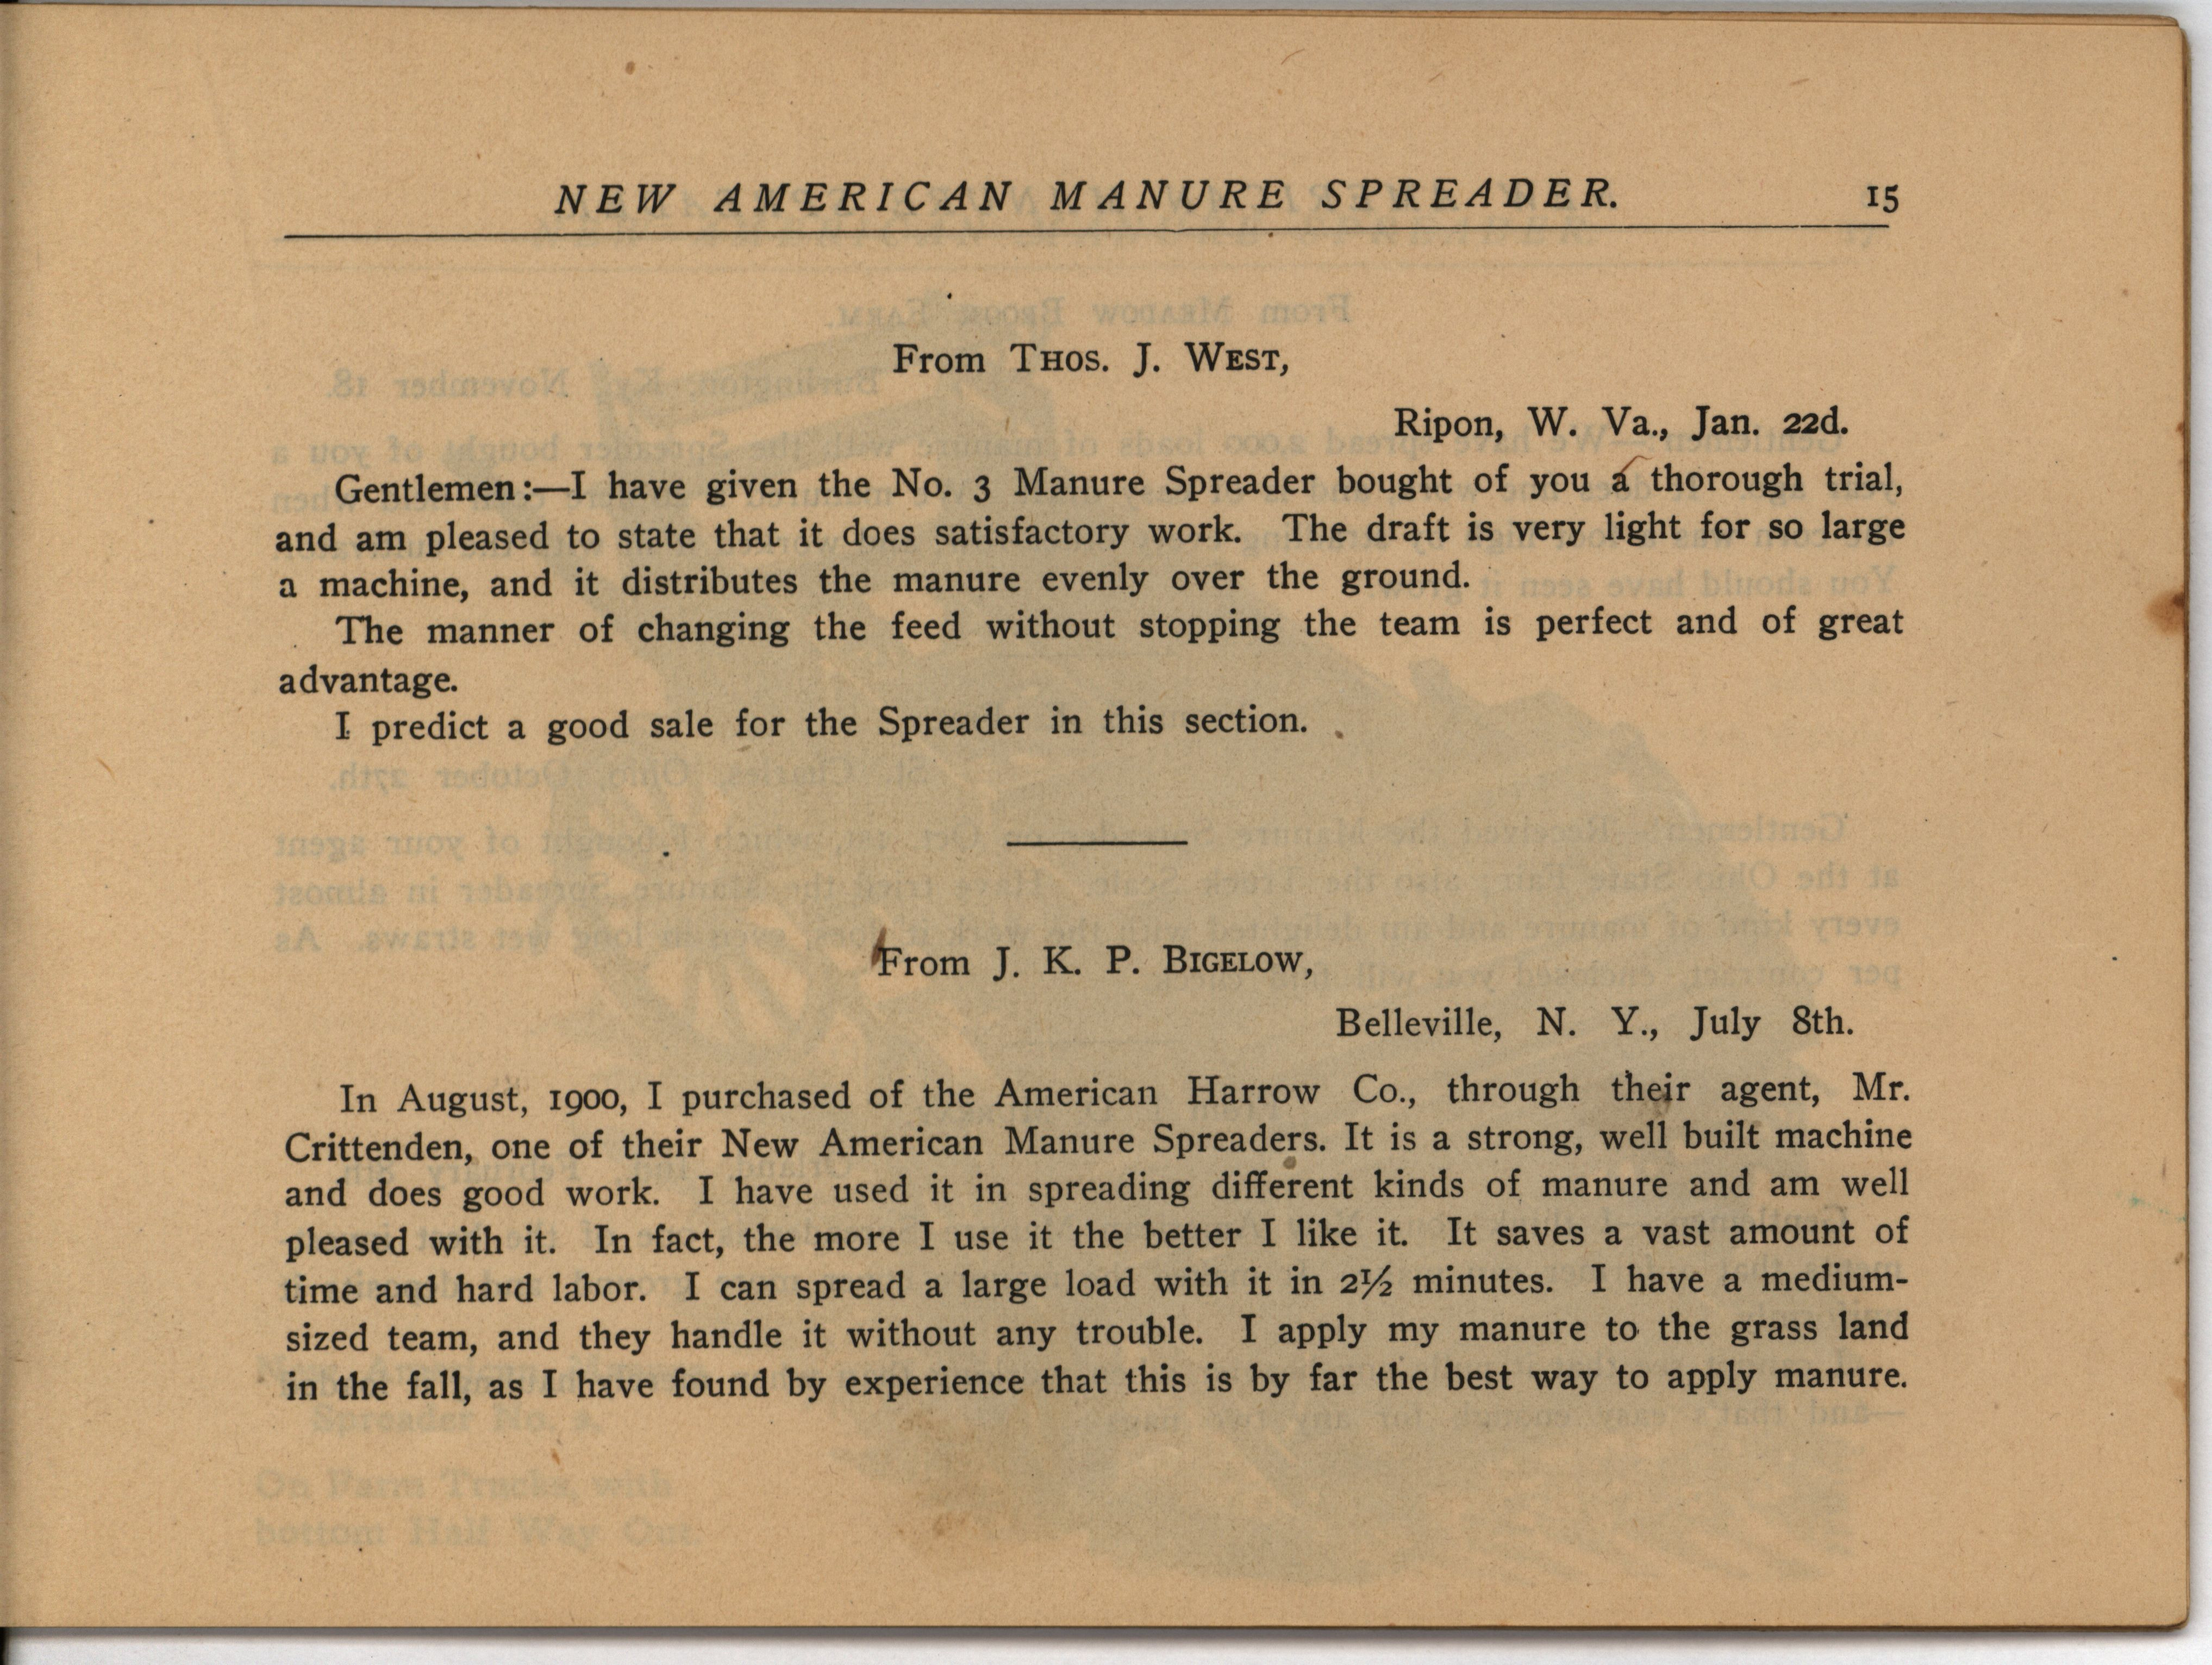 NEW AMERICAN MANURE SPREADER. 15
From Thos. J. West,
Ripon, W. Va., Jan. 22d.
Gentlemen:—I have given the No. 3 Manure Spreader bought of you a thorough trial,
and am pleased to state that it does satisfactory work. The draft is very light for so large
a machine, and it distributes the manure evenly over the ground.
The manner of changing the feed without stopping the team is perfect and of great
advantage.
I predict a good sale for the Spreader in this section.
From J. K. P. Bigelow,
Belleville, N. Y., July 8th.
In August, 1900, I purchased of the American Harrow Co., through their agent, Mr.
Crittenden, one of their New American Manure Spreaders. It is a strong, well built machine
and does good work. I have used it in spreading different kinds of manure and am well
pleased with it. In fact, the more I use it the better I like it. It saves a vast amount of
time and hard labor. I can spread a large load with it in 2½ minutes. I have a medium-
sized team, and they handle it without any trouble. I apply my manure to the grass land
in the fall, as I have found by experience that this is by far the best way to apply manure.